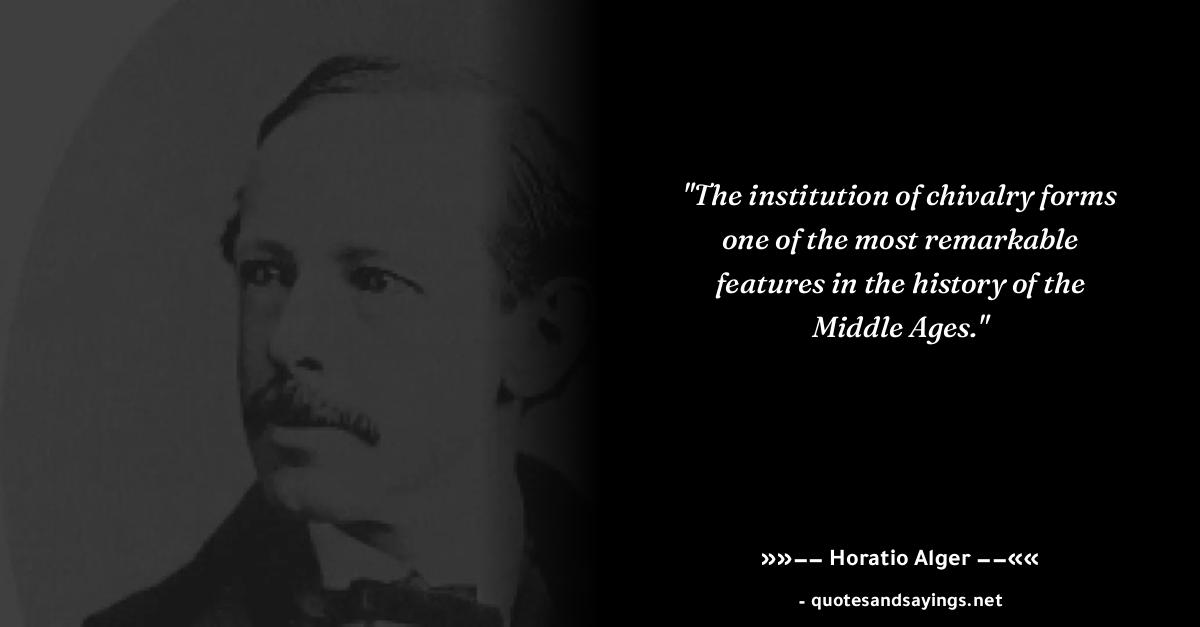 "The institution of chivalry forms
one of the most remarkable
features in the history of the
Middle Ages."
»»–– Horatio Alger ––««
- quotesandsayings.net